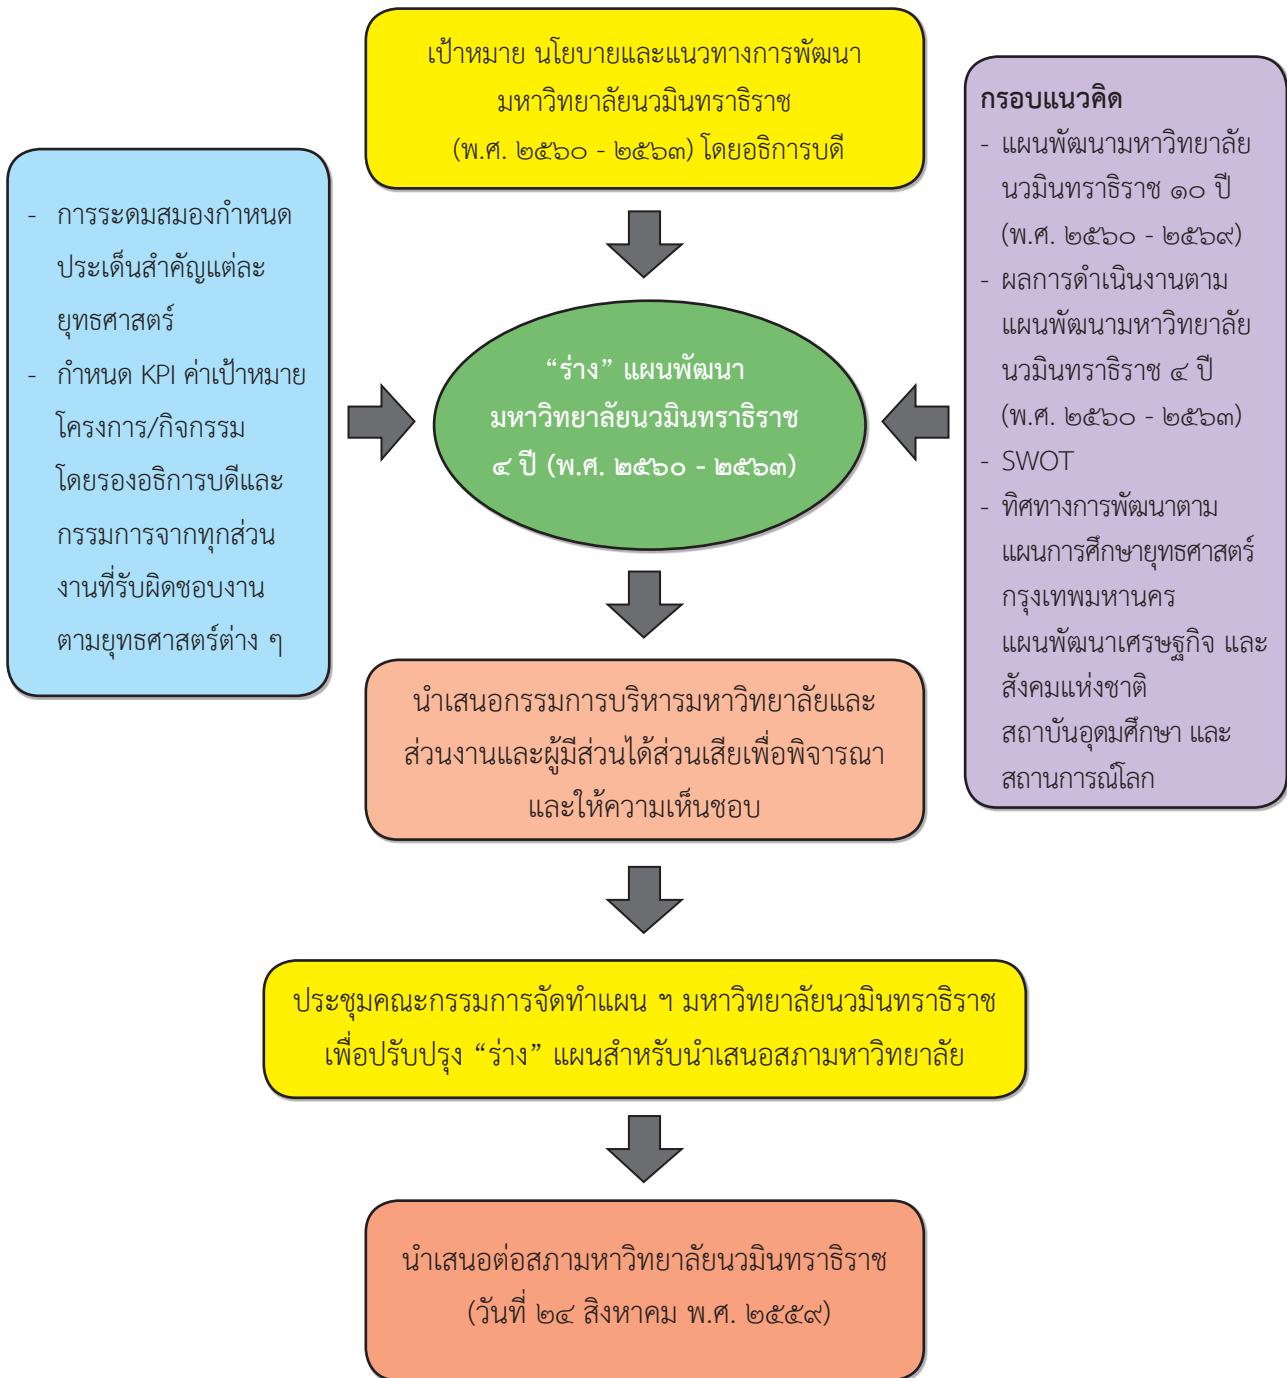 เป้าหมาย นโยบายและแนวทางการพัฒนา
มหาวิทยาลัยนวมินทราธิราช
(พ.ศ. ๒๕๖๐ - ๒๕๖๓) โดยอธิการบดี
- การระดมสมองกำหนด
ประเด็นสำคัญแต่ละ
ยุทธศาสตร์
- กำหนด KPI ค่าเป้าหมาย
โครงการ/กิจกรรม
โดยรองอธิการบดีและ
กรรมการจากทุกส่วน
งานที่รับผิดชอบงาน
ตามยุทธศาสตร์ต่าง ๆ
“ร่าง” แผนพัฒนา
มหาวิทยาลัยนวมินทราธิราช
๔ ปี (พ.ศ. ๒๕๖๐ - ๒๕๖๓)
กรอบแนวคิด
- แผนพัฒนามหาวิทยาลัย
นวมินทราธิราช ๑๐ ปี
(พ.ศ. ๒๕๖๐ - ๒๕๖๙)
- ผลการดำเนินงานตาม
แผนพัฒนามหาวิทยาลัย
นวมินทราธิราช ๔ ปี
(พ.ศ. ๒๕๖๐ - ๒๕๖๓)
- SWOT
- ทิศทางการพัฒนาตาม
แผนการศึกษายุทธศาสตร์
กรุงเทพมหานคร
แผนพัฒนาเศรษฐกิจ และ
สังคมแห่งชาติ
สถาบันอุดมศึกษา และ
สถานการณ์โลก
นำเสนอกรรมการบริหารมหาวิทยาลัยและ
ส่วนงานและผู้มีส่วนได้ส่วนเสียเพื่อพิจารณา
และให้ความเห็นชอบ
ประชุมคณะกรรมการจัดทำแผน ฯ มหาวิทยาลัยนวมินทราธิราช
เพื่อปรับปรุง “ร่าง” แผนสำหรับนำเสนอสภามหาวิทยาลัย
นำเสนอต่อสภามหาวิทยาลัยนวมินทราธิราช
(วันที่ ๒๔ สิงหาคม พ.ศ. ๒๕๕๙)